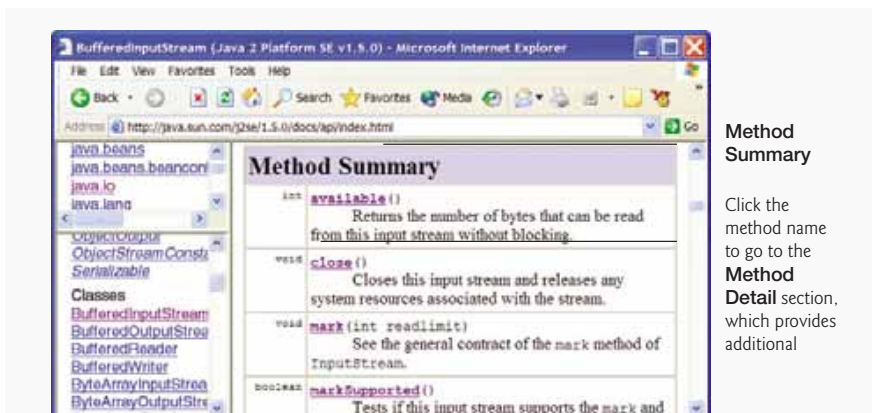 BufferedInputStream (Java 2 Platform SE v1.5.0) - Microsoft Internet Explorer
File Edit View Favorites Tools Help
Back Search Favorites Media
Address http://java.sun.com/j2se/1.5.0/docs/api/index.html Go
java.beans
java.beans.beancont
java.io
java.lang
ObjectOutput
ObjectStreamConsta
Serializable
Classes
BufferedInputStream
BufferedOutputStrea
BufferedReader
BufferedWriter
ByteArrayInputStrea
ByteArrayOutputStre
Method Summary
int available()
Returns the number of bytes that can be read
from this input stream without blocking.
void close()
Closes this input stream and releases any
system resources associated with the stream.
void mark(int readlimit)
See the general contract of the mark method of
InputStream.
boolean markSupported()
Tests if this input stream supports the mark and
Method
Summary
Click the
method name
to go to the
Method
Detail section,
which provides
additional